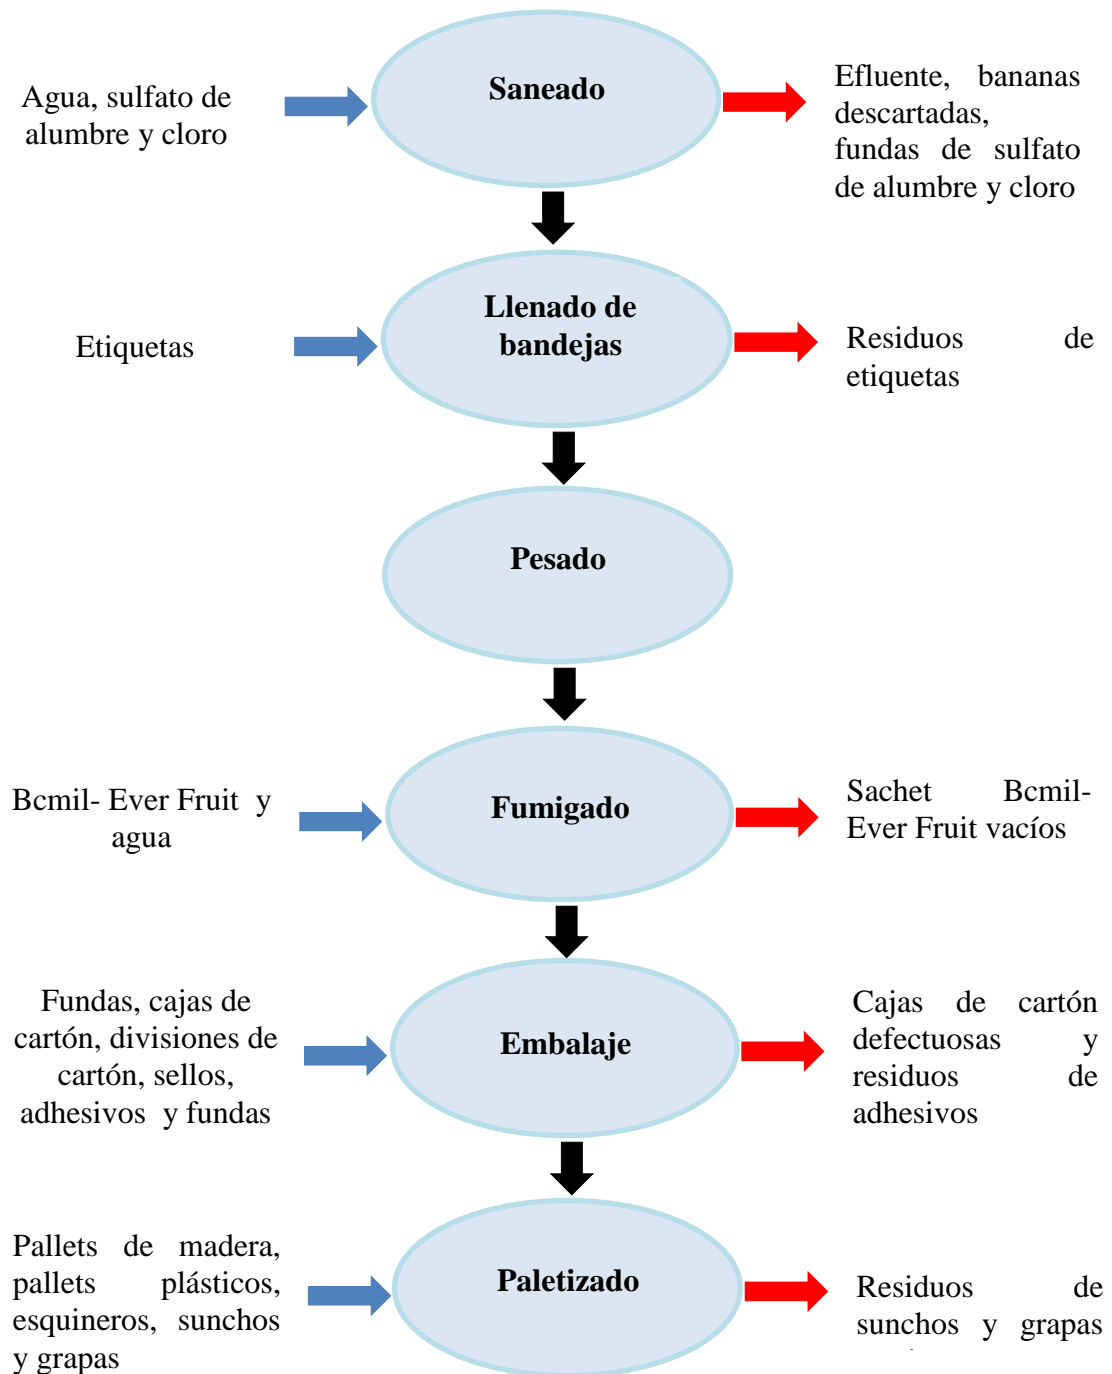 Agua, sulfato de
alumbre y cloro
Saneado
Efluente, bananas
descartadas,
fundas de sulfato
de alumbre y cloro
Etiquetas
Llenado de
bandejas
Residuos de
etiquetas
Pesado
Bcmil- Ever Fruit y
agua
Fumigado
Sachet Bcmil-
Ever Fruit vacíos
Fundas, cajas de
cartón, divisiones de
cartón, sellos,
adhesivos y fundas
Embalaje
Cajas de cartón
defectuosas y
residuos de
adhesivos
Pallets de madera,
pallets plásticos,
esquineros, sunchos
y grapas
Paletizado
Residuos de
sunchos y grapas